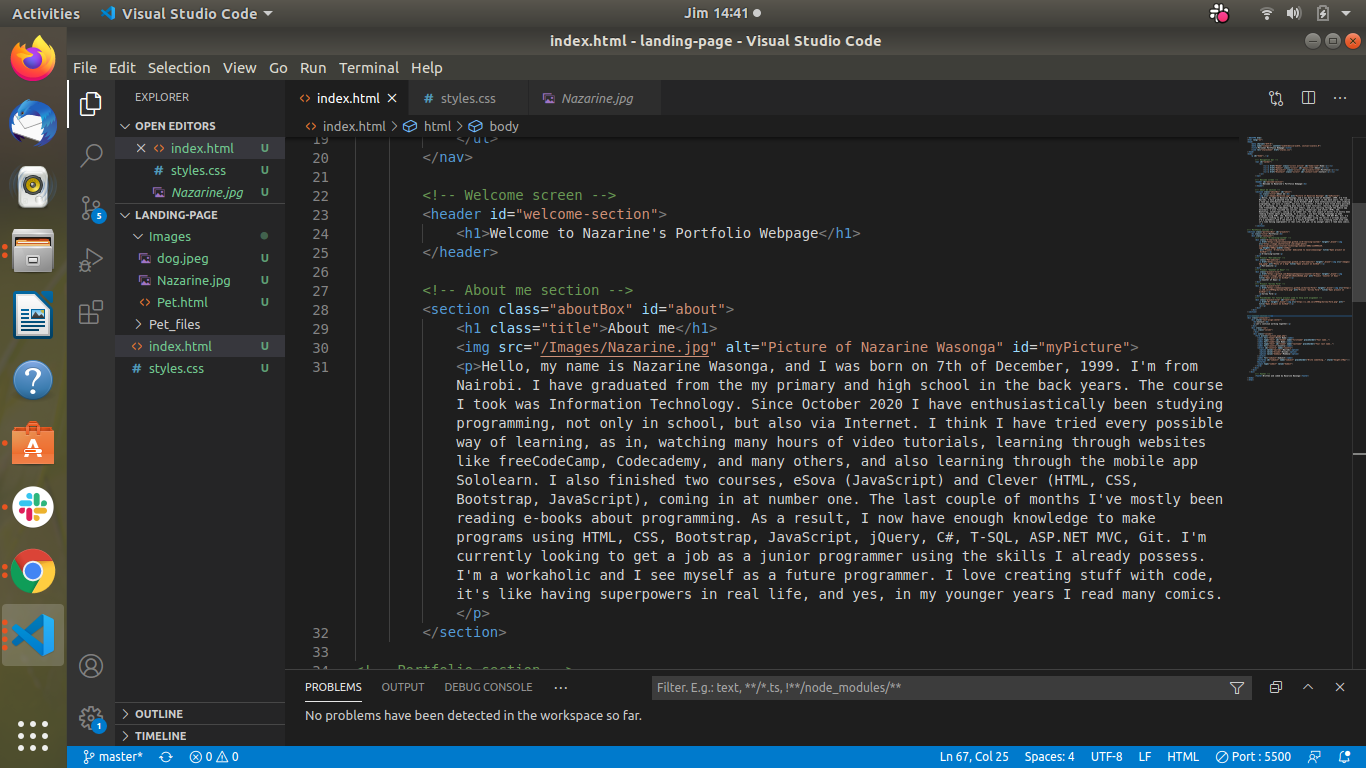 Activities
Visual Studio Code
Jim 14:41
index.html - landing-page - Visual Studio Code
File Edit Selection View Go Run Terminal Help
EXPLORER
OPEN EDITORS
index.html U
styles.css U
Nazarine.jpg U
LANDING-PAGE
Images
dog.jpeg U
Nazarine.jpg U
Pet.html U
Pet_files
index.html U
styles.css U
OUTLINE
TIMELINE
5
1
index.html
styles.css
Nazarine.jpg
index.html > html > body
19 </ul>
20 </nav>
21
22 <!-- Welcome screen -->
23 <header id="welcome-section">
24 <h1>Welcome to Nazarine's Portfolio Webpage</h1>
25 </header>
26
27 <!-- About me section -->
28 <section class="aboutBox" id="about">
29 <h1 class="title">About me</h1>
30 <img src="/Images/Nazarine.jpg" alt="Picture of Nazarine Wasonga" id="myPicture">
31 <p>Hello, my name is Nazarine Wasonga, and I was born on 7th of December, 1999. I'm from
Nairobi. I have graduated from the my primary and high school in the back years. The course
I took was Information Technology. Since October 2020 I have enthusiastically been studying
programming, not only in school, but also via Internet. I think I have tried every possible
way of learning, as in, watching many hours of video tutorials, learning through websites
like freeCodeCamp, Codecademy, and many others, and also learning through the mobile app
Sololearn. I also finished two courses, eSova (JavaScript) and Clever (HTML, CSS,
Bootstrap, JavaScript), coming in at number one. The last couple of months I've mostly been
reading e-books about programming. As a result, I now have enough knowledge to make
programs using HTML, CSS, Bootstrap, JavaScript, jQuery, C#, T-SQL, ASP.NET MVC, Git. I'm
currently looking to get a job as a junior programmer using the skills I already possess.
I'm a workaholic and I see myself as a future programmer. I love creating stuff with code,
it's like having superpowers in real life, and yes, in my younger years I read many comics.
</p>
32 </section>
33
34 <!-- Portfolio section -->
PROBLEMS OUTPUT DEBUG CONSOLE
Filter. E.g.: text, **/*.ts, !**/node_modules/**
No problems have been detected in the workspace so far.
master* 0 0 Ln 67, Col 25 Spaces: 4 UTF-8 LF HTML Port : 5500